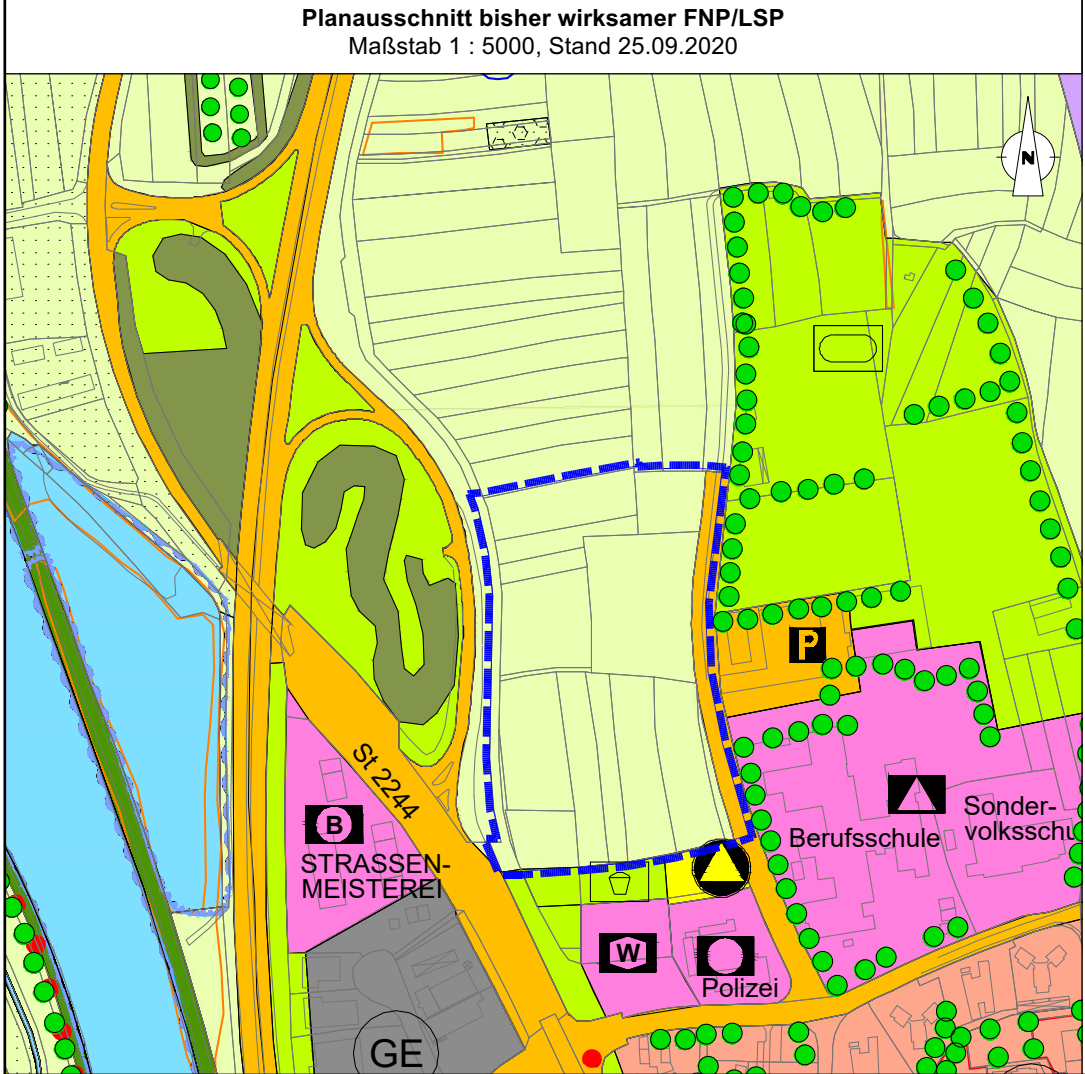 Planausschnitt bisher wirksamer FNP/LSP
Maßstab 1 : 5000, Stand 25.09.2020
N
P
St 2244
B
STRASSEN-
MEISTEREI
Sonder-
volksschu
Berufsschule
W
Polizei
GE